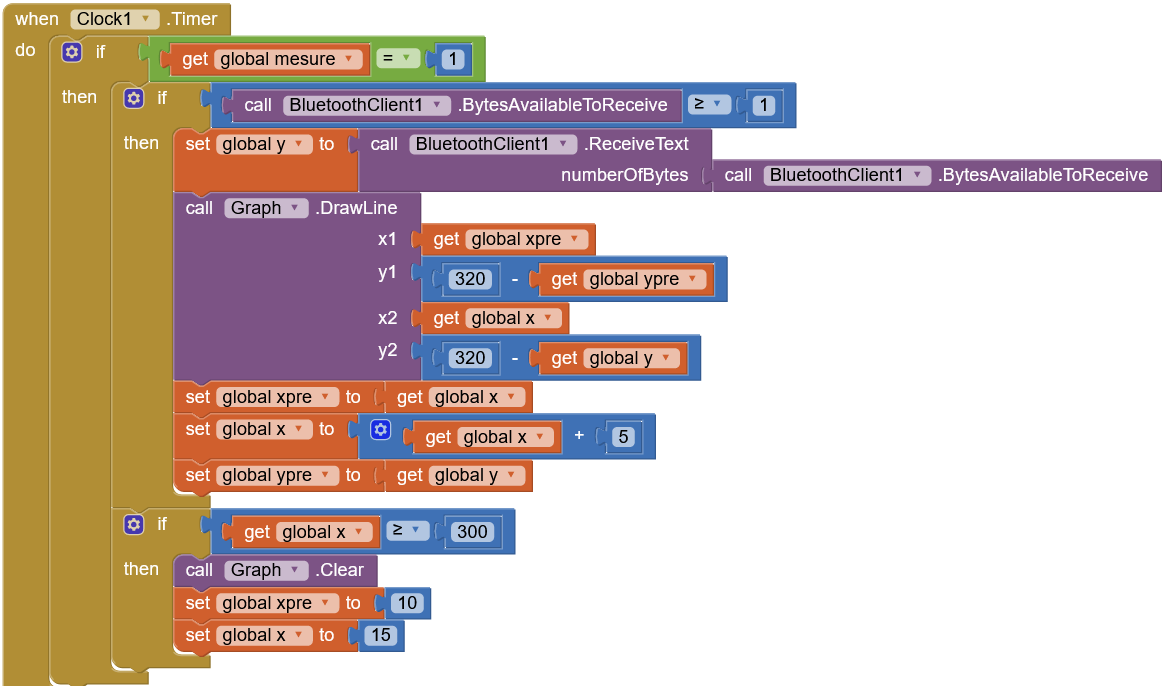 when Clock1 .Timer
do if get global mesure = 1
then if call BluetoothClient1 .BytesAvailableToReceive ≥ 1
then set global y to call BluetoothClient1 .ReceiveText
numberOfBytes call BluetoothClient1 .BytesAvailableToReceive
call Graph .DrawLine
x1 get global xpre
y1 320 - get global ypre
x2 get global x
y2 320 - get global y
set global xpre to get global x
set global x to get global x + 5
set global ypre to get global y
if get global x ≥ 300
then call Graph .Clear
set global xpre to 10
set global x to 15